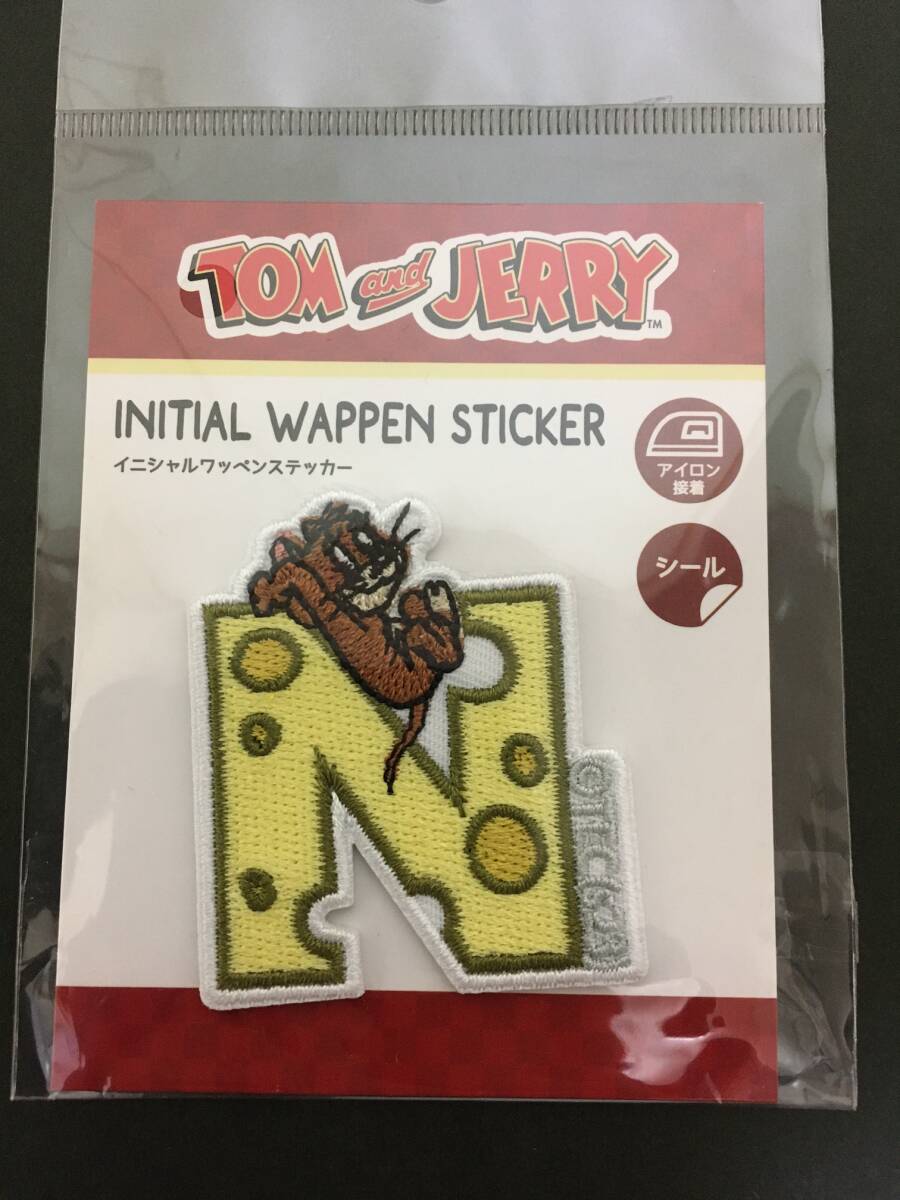 TOM and JERRY™
INITIAL WAPPEN STICKER
イニシャルワッペンステッカー
アイロン
接着
シール
N